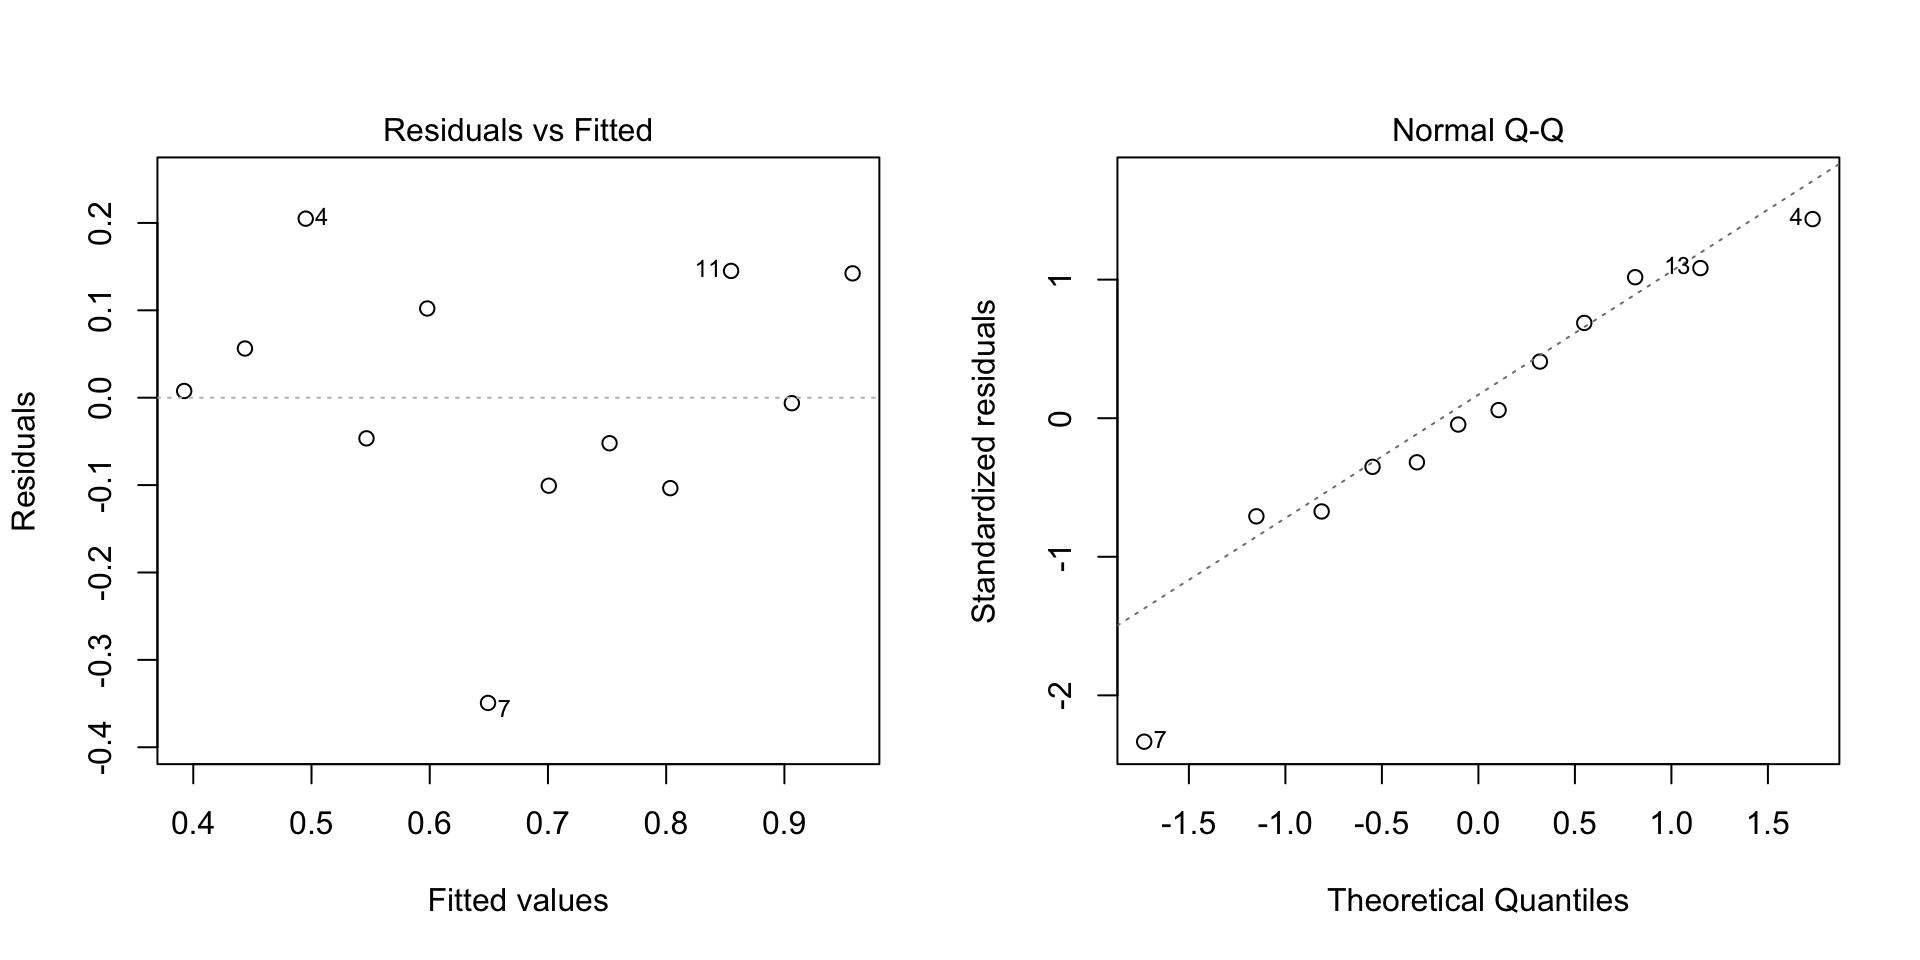 Residuals vs Fitted
Residuals
0.2
0.1
0.0
-0.1
-0.2
-0.3
-0.4
4
11
7
0.4 0.5 0.6 0.7 0.8 0.9
Fitted values
Normal Q-Q
Standardized residuals
1
0
-1
-2
4
13
7
-1.5 -1.0 -0.5 0.0 0.5 1.0 1.5
Theoretical Quantiles